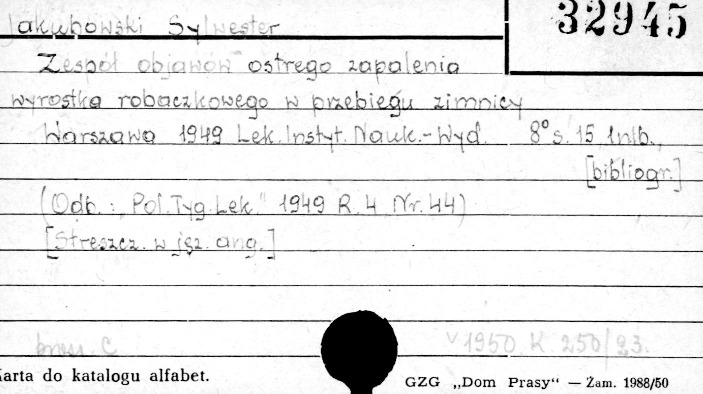 Jakubowski Sylwester
32945
Zespół objawów ostrego zapalenia
wyrostka robaczkowego w przebiegu zimnicy
Warszawa 1949 Lek. Instyt. Nauk.-Wyd. 8° s. 15, 1 nlb.,
[bibliogr.]
(Odb.: „Pol. Tyg. Lek." 1949 R. 4 Nr. 44)
[Streszcz. w jęz. ang.]
1950 K 250/23.
Karta do katalogu alfabet.
GZG „Dom Prasy“ — Zam. 1988/50